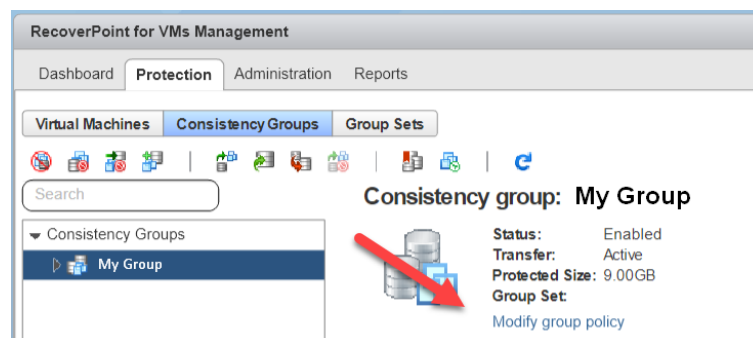 RecoverPoint for VMs Management
Dashboard Protection Administration Reports
Virtual Machines Consistency Groups Group Sets
Search
Consistency group: My Group
Consistency Groups
My Group
Status: Enabled
Transfer: Active
Protected Size: 9.00GB
Group Set:
Modify group policy